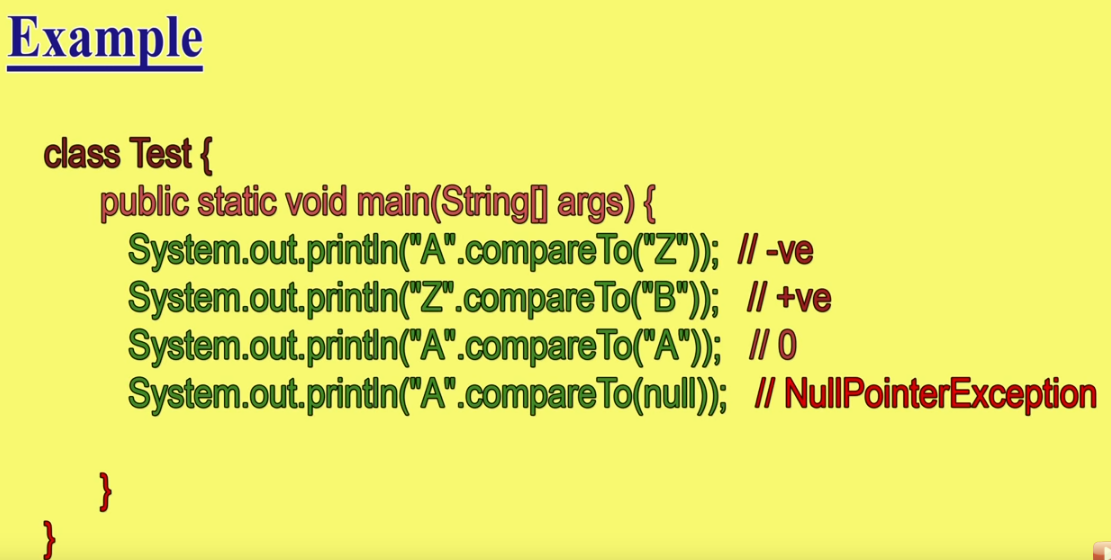 Example
class Test {
public static void main(String[] args) {
System.out.println("A".compareTo("Z")); // -ve
System.out.println("Z".compareTo("B")); // +ve
System.out.println("A".compareTo("A")); // 0
System.out.println("A".compareTo(null)); // NullPointerException
}
}